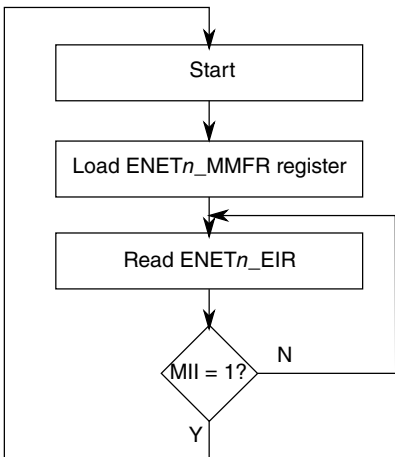 Start
Load ENETn_MMFR register
Read ENETn_EIR
MII = 1?
N
Y